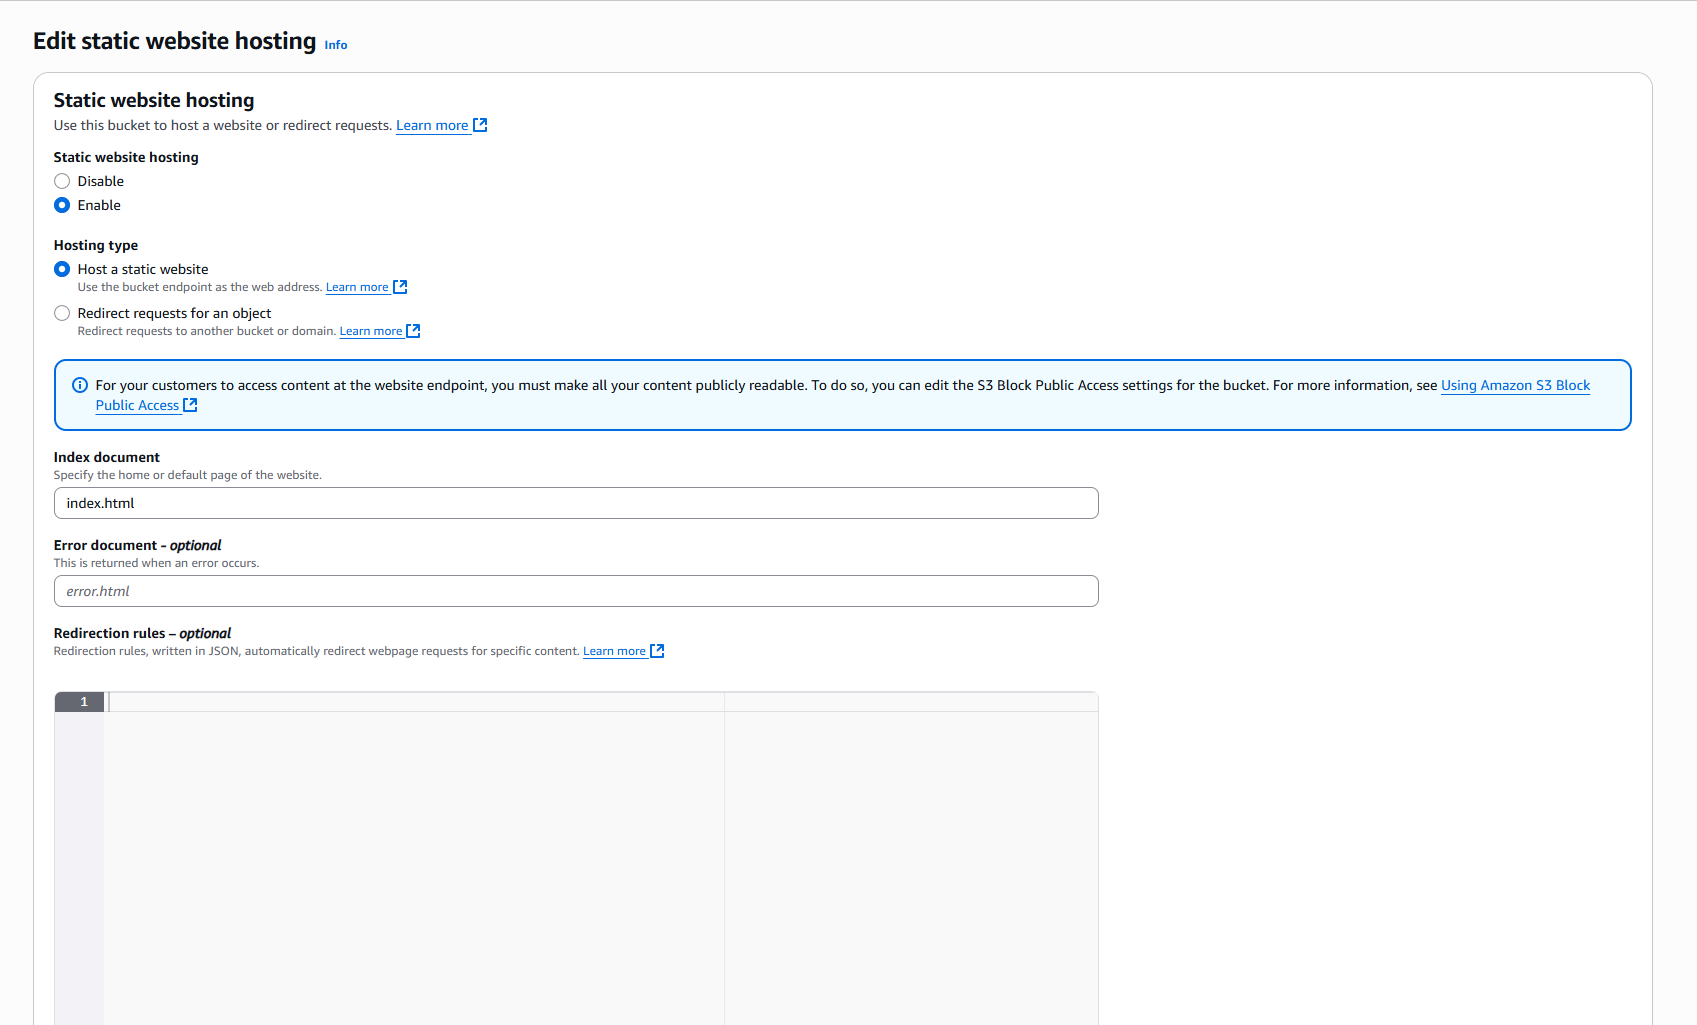 Edit static website hosting Info
Static website hosting
Use this bucket to host a website or redirect requests. Learn more
Static website hosting
Disable
Enable
Hosting type
Host a static website
Use the bucket endpoint as the web address. Learn more
Redirect requests for an object
Redirect requests to another bucket or domain. Learn more
For your customers to access content at the website endpoint, you must make all your content publicly readable. To do so, you can edit the S3 Block Public Access settings for the bucket. For more information, see Using Amazon S3 Block
Public Access
Index document
Specify the home or default page of the website.
index.html
Error document - optional
This is returned when an error occurs.
error.html
Redirection rules – optional
Redirection rules, written in JSON, automatically redirect webpage requests for specific content. Learn more
1